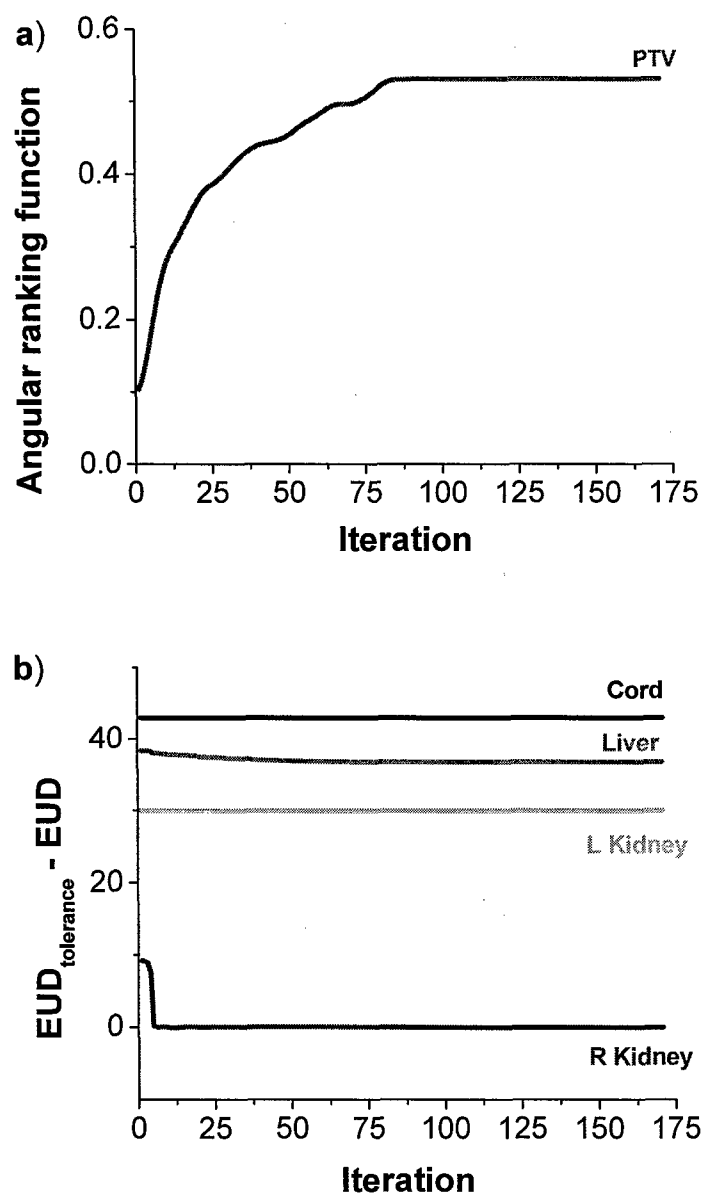 a)
PTV
Angular ranking function
0.6
0.4
0.2
0.0
0 25 50 75 100 125 150 175
Iteration
b)
Cord
Liver
L Kidney
R Kidney
EUDtolerance - EUD
40
20
0
0 25 50 75 100 125 150 175
Iteration